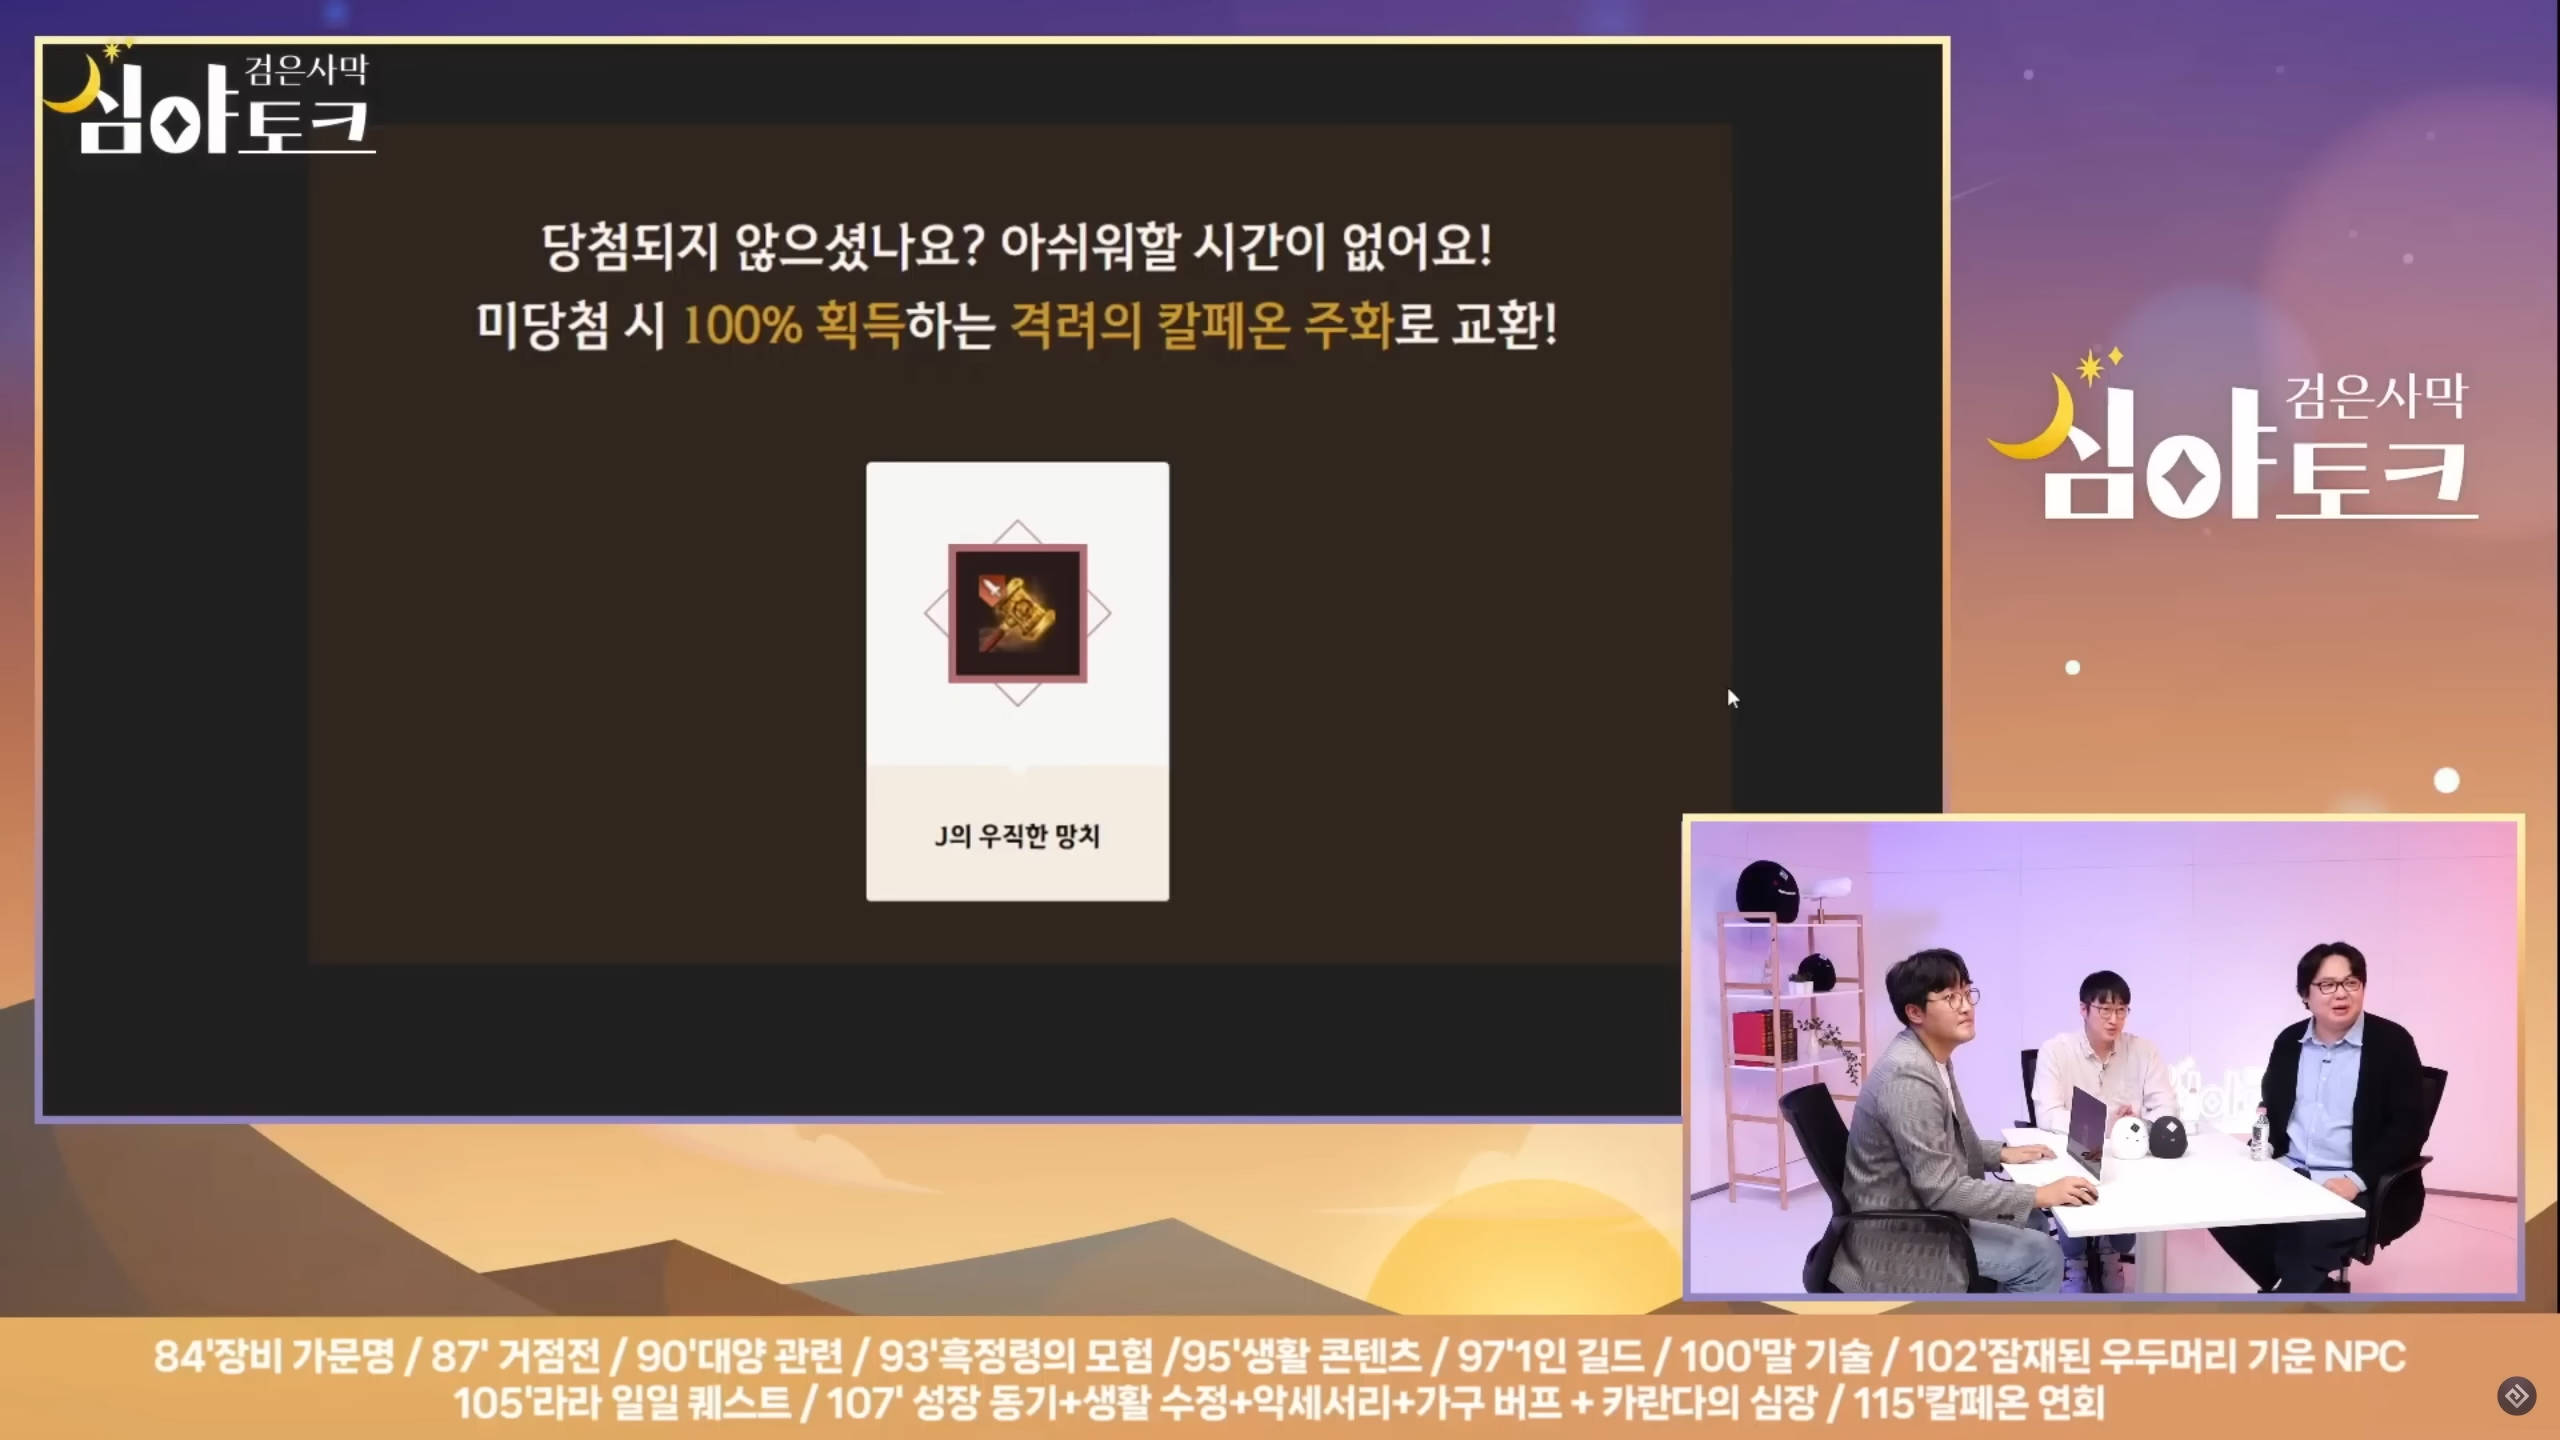 검은사막
심야토크
당첨되지 않으셨나요? 아쉬워할 시간이 없어요!
미당첨 시 100% 획득하는 격려의 칼페온 주화로 교환!
J의 우직한 망치
검은사막
심야토크
84'장비 가문명 / 87' 거점전 / 90'대양 관련 / 93'흑정령의 모험 /95'생활 콘텐츠 / 97'1인 길드 / 100'말 기술 / 102'잠재된 우두머리 기운 NPC
105'라라 일일 퀘스트 / 107' 성장 동기+생활 수정+악세서리+가구 버프 + 카란다의 심장 / 115'칼페온 연회